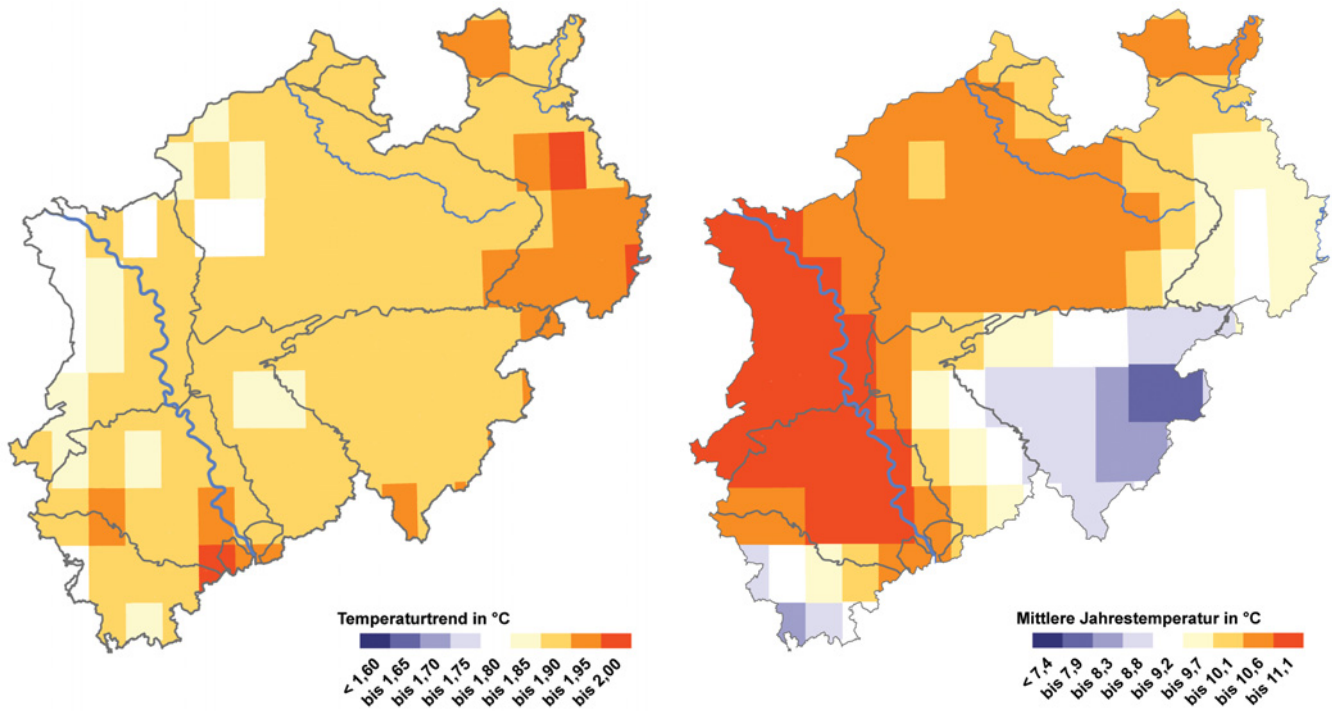 Temperaturtrend in °C
< 1,60
bis 1,65
bis 1,70
bis 1,75
bis 1,80
bis 1,85
bis 1,90
bis 1,95
bis 2,00
Mittlere Jahrestemperatur in °C
< 7,4
bis 7,9
bis 8,3
bis 8,8
bis 9,2
bis 9,7
bis 10,1
bis 10,6
bis 11,1